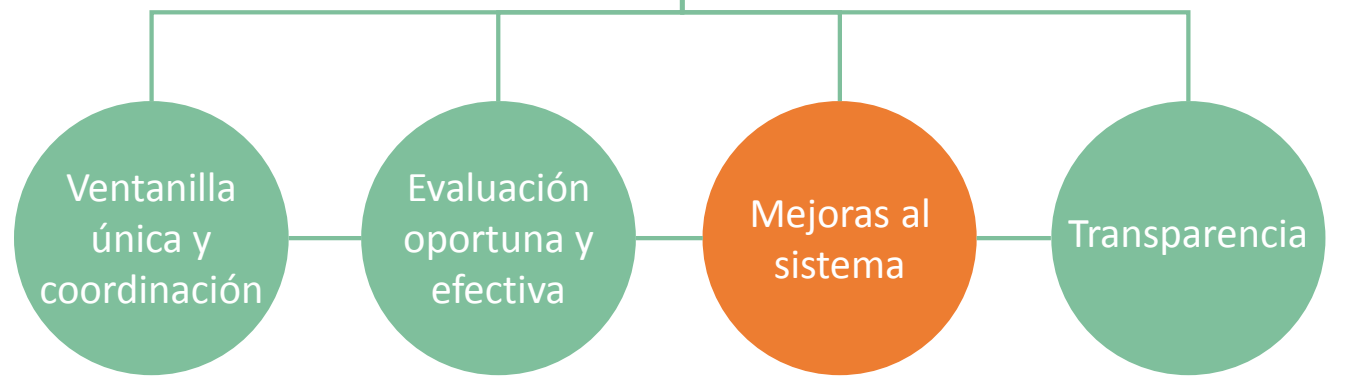 Ventanilla
única y
coordinación
Evaluación
oportuna y
efectiva
Mejoras al
sistema
Transparencia